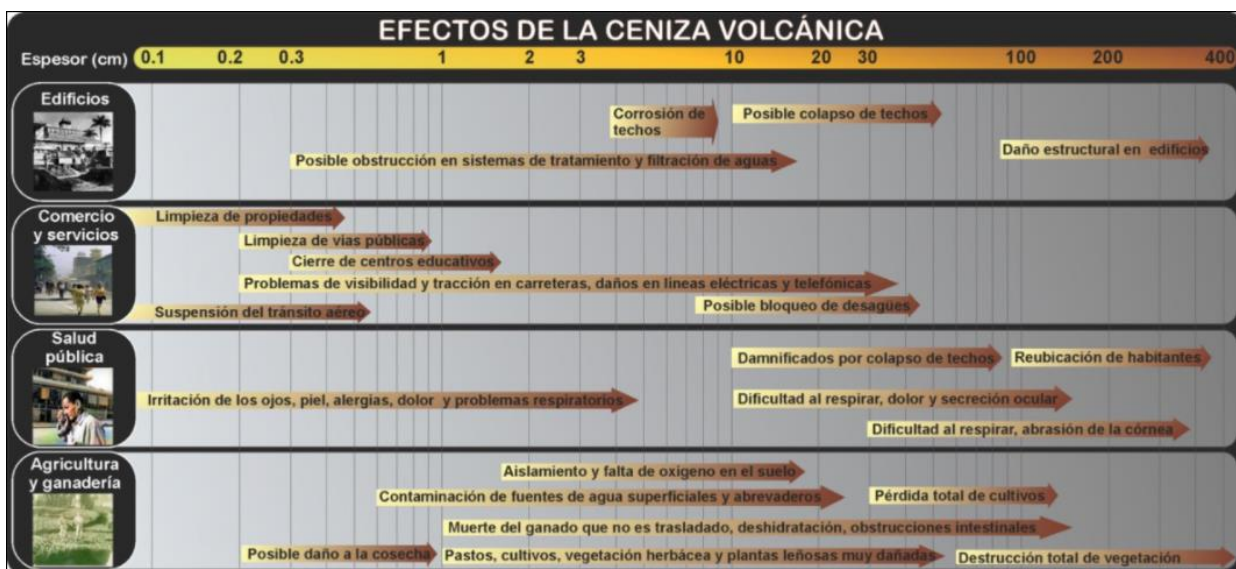 EFECTOS DE LA CENIZA VOLCÁNICA
Espesor (cm) 0.1 0.2 0.3 1 2 3 10 20 30 100 200 400
Edificios
Corrosión de
techos
Posible colapso de techos
Posible obstrucción en sistemas de tratamiento y filtración de aguas
Daño estructural en edificios
Comercio
y servicios
Limpieza de propiedades
Limpieza de vías públicas
Cierre de centros educativos
Problemas de visibilidad y tracción en carreteras, daños en líneas eléctricas y telefónicas
Suspensión del tránsito aéreo
Posible bloqueo de desagües
Salud
pública
Damnificados por colapso de techos
Reubicación de habitantes
Irritación de los ojos, piel, alergias, dolor y problemas respiratorios
Dificultad al respirar, dolor y secreción ocular
Dificultad al respirar, abrasión de la córnea
Agricultura
y ganadería
Aislamiento y falta de oxígeno en el suelo
Contaminación de fuentes de agua superficiales y abrevaderos
Pérdida total de cultivos
Muerte del ganado que no es trasladado, deshidratación, obstrucciones intestinales
Posible daño a la cosecha
Pastos, cultivos, vegetación herbácea y plantas leñosas muy dañadas
Destrucción total de vegetación